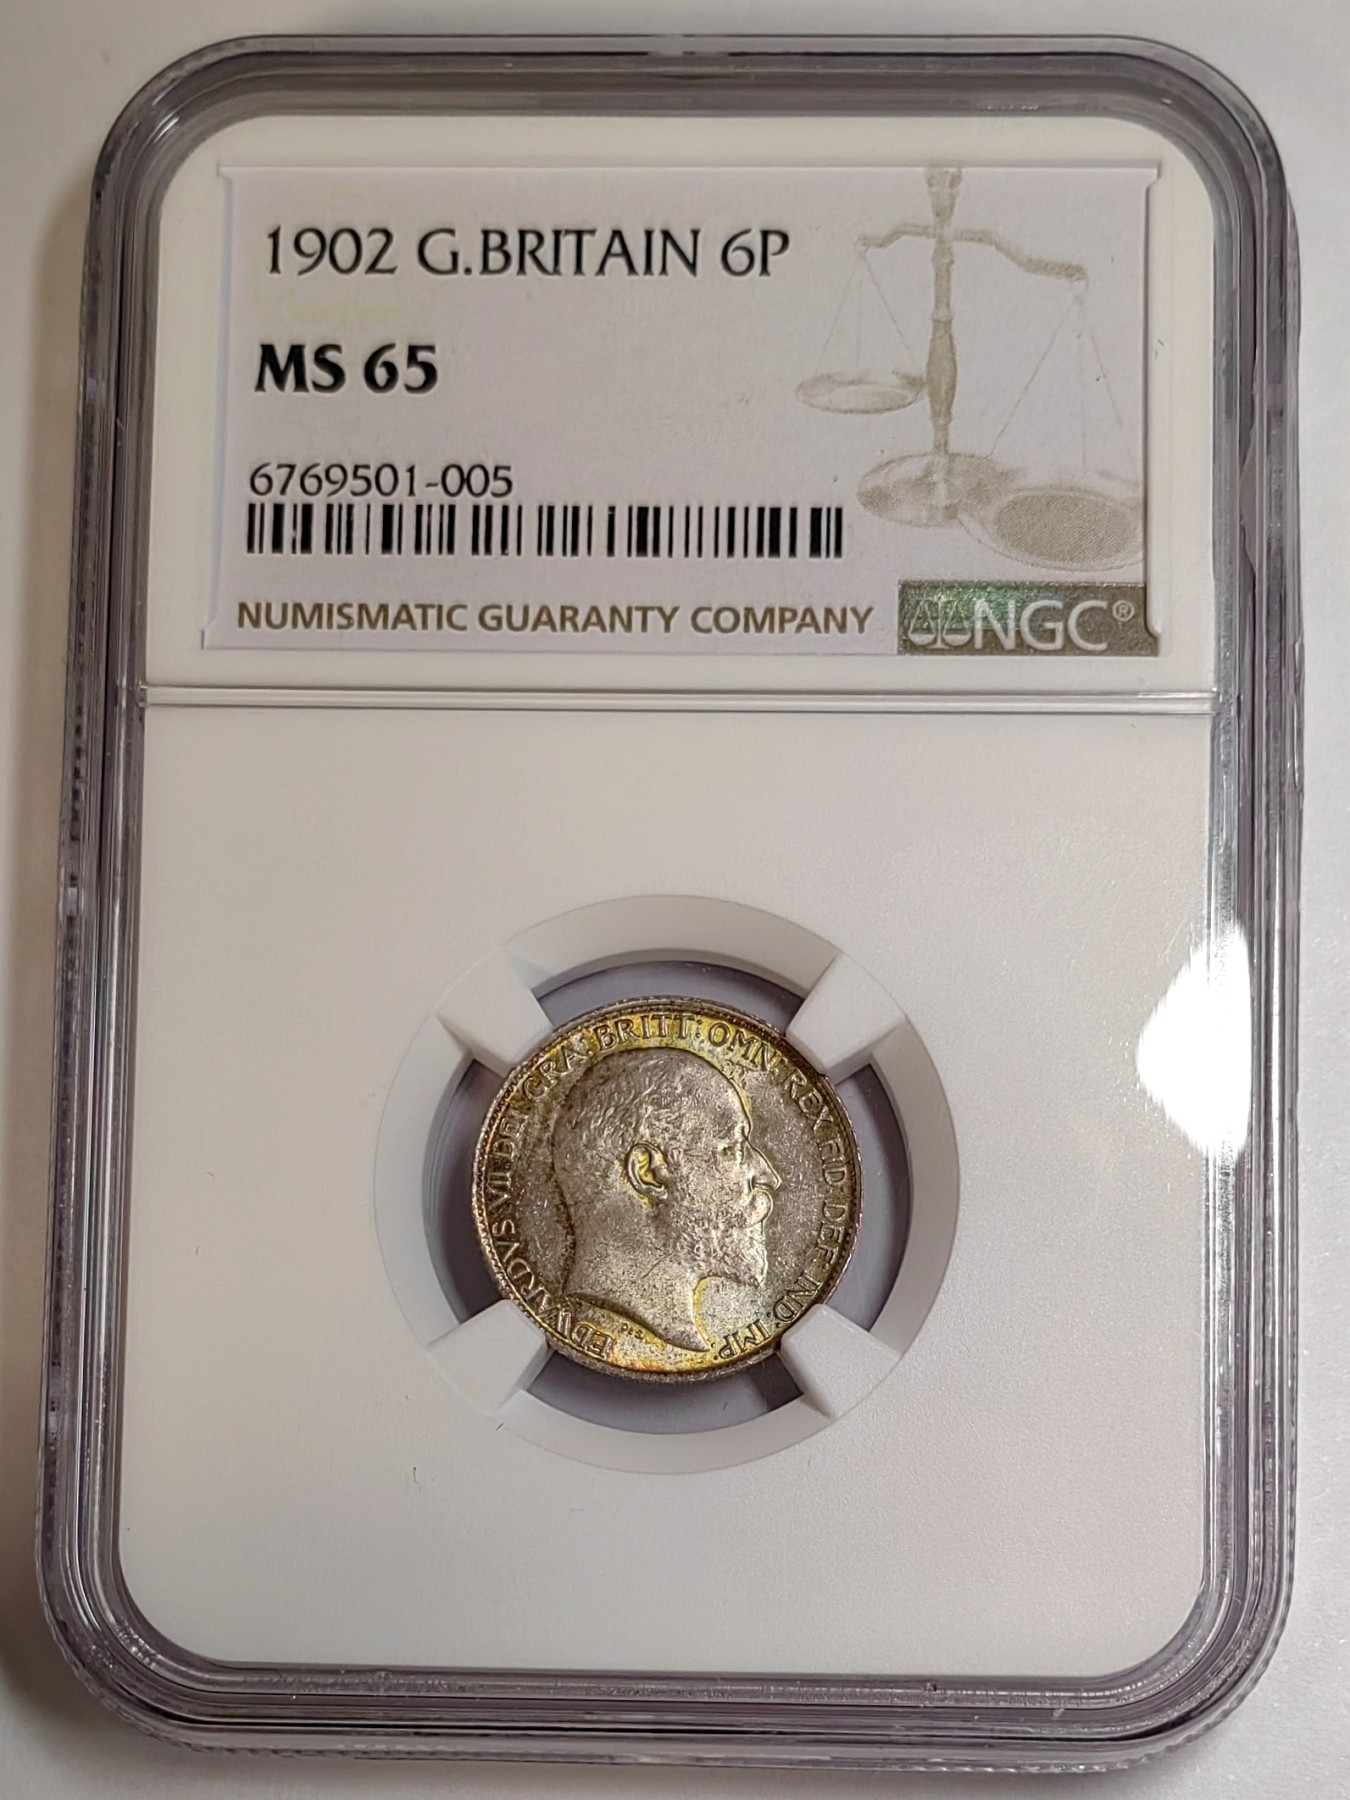 1902 G.BRITAIN 6P
MS 65
6769501-005
NUMISMATIC GUARANTY COMPANY
NGC®
EDWARDVS VII DEI GRA: BRITT: OMN: REX FID: DEF: IND: IMP: